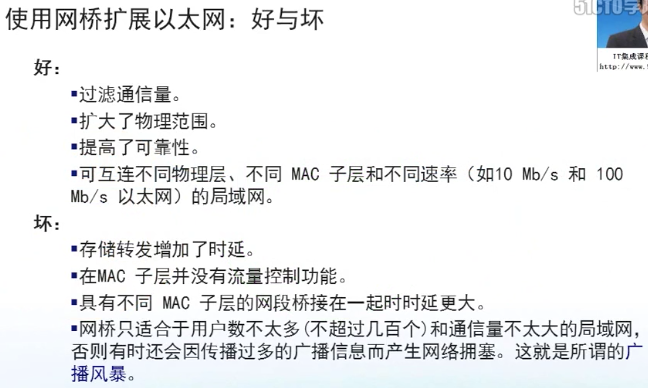 51CTO学
使用网桥扩展以太网：好与坏
IT集成课程
http://www.
好：
▪过滤通信量。
▪扩大了物理范围。
▪提高了可靠性。
▪可互连不同物理层、不同 MAC 子层和不同速率（如10 Mb/s 和 100
Mb/s 以太网）的局域网。
坏：
▪存储转发增加了时延。
▪在MAC 子层并没有流量控制功能。
▪具有不同 MAC 子层的网段桥接在一起时时延更大。
▪网桥只适合于用户数不太多(不超过几百个)和通信量不太大的局域网，
否则有时还会因传播过多的广播信息而产生网络拥塞。这就是所谓的广
播风暴。